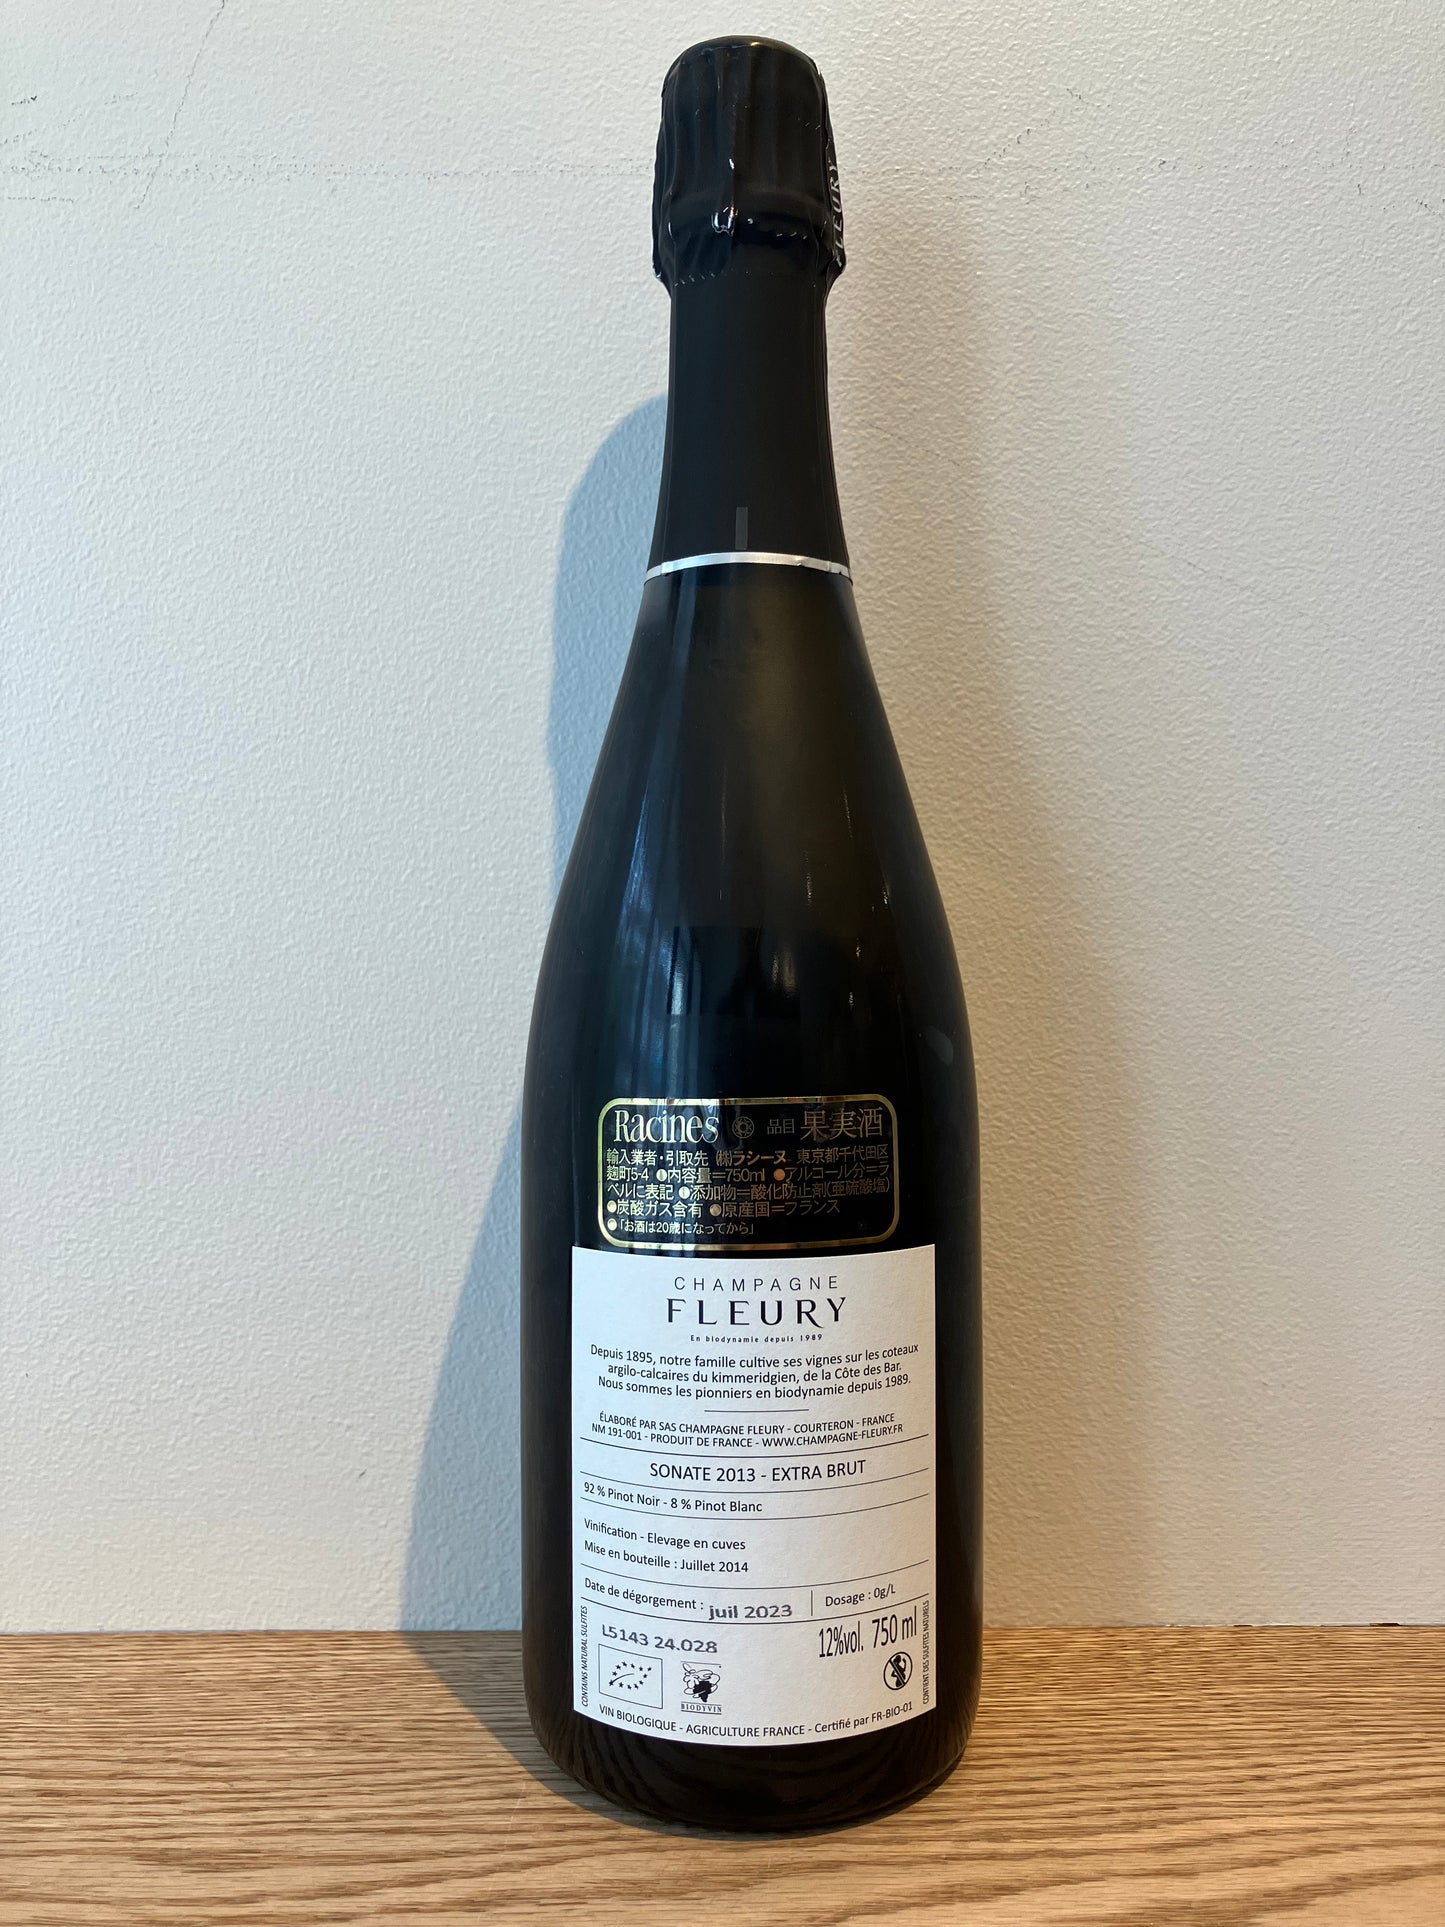 FLEURY
Racines 品目 果実酒
輸入業者・引取先 ㈱ラシーヌ 東京都千代田区
麹町5-4 ●内容量=750ml ●アルコール分=ラ
ベルに表記 ●添加物=酸化防止剤(亜硫酸塩)
●炭酸ガス含有 ●原産国=フランス
●「お酒は20歳になってから」
CHAMPAGNE
FLEURY
En biodynamie depuis 1989
Depuis 1895, notre famille cultive ses vignes sur les coteaux
argilo-calcaires du kimmeridgien, de la Côte des Bar.
Nous sommes les pionniers en biodynamie depuis 1989.
ÉLABORÉ PAR SAS CHAMPAGNE FLEURY - COURTERON - FRANCE
NM 191-001 - PRODUIT DE FRANCE - WWW.CHAMPAGNE-FLEURY.FR
SONATE 2013 - EXTRA BRUT
92 % Pinot Noir - 8 % Pinot Blanc
Vinification - Elevage en cuves
Mise en bouteille : Juillet 2014
Date de dégorgement : juil 2023
Dosage : 0g/L
L5143 24.028
12%vol. 750 ml
CONTAINS NATURAL SULFITES
CONTIENT DES SULFITES NATURELS
BIODYVIN
VIN BIOLOGIQUE - AGRICULTURE FRANCE - Certifié par FR-BIO-01